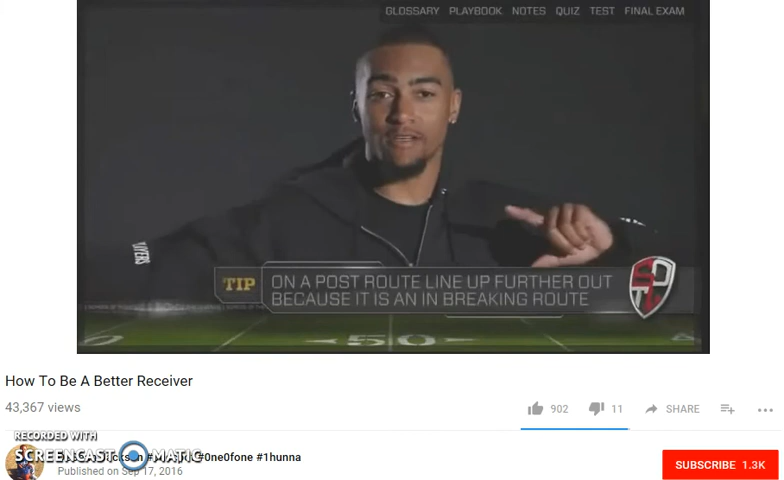 GLOSSARY PLAYBOOK NOTES QUIZ TEST FINAL EXAM
TIP
ON A POST ROUTE LINE UP FURTHER OUT
BECAUSE IT IS AN IN BREAKING ROUTE
50
How To Be A Better Receiver
43,367 views
902 11 SHARE
RECORDED WITH
SCREENCAST MATIC
#0ne0fone #1hunna
Published on Sep 17, 2016
SUBSCRIBE 1.3K